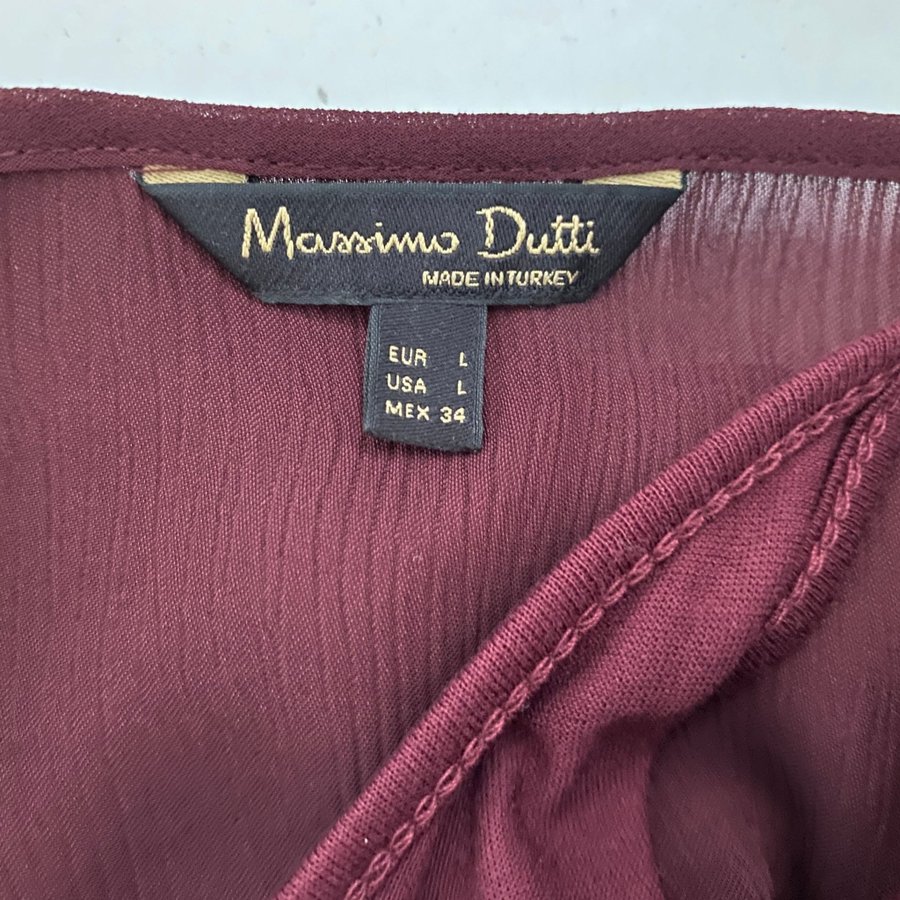 Massimo Dutti
MADE IN TURKEY
EUR L
USA L
MEX 34